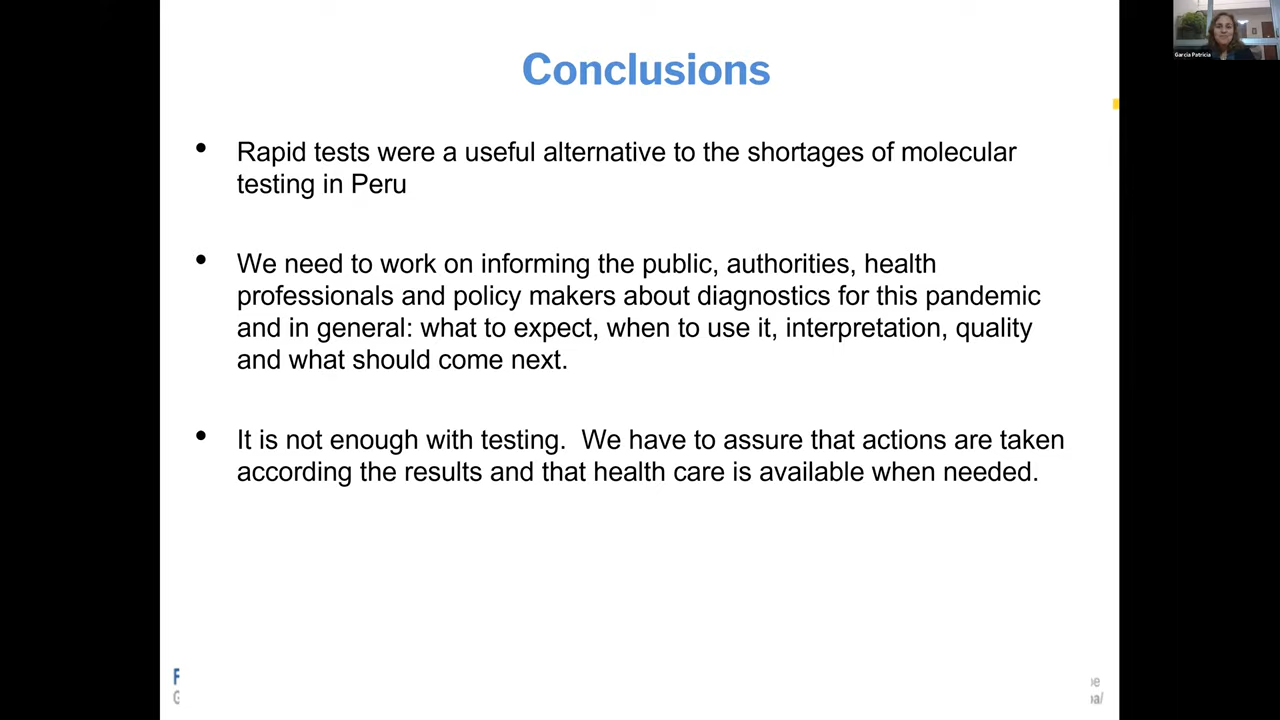 Garcia Patricia
Conclusions
• Rapid tests were a useful alternative to the shortages of molecular
testing in Peru
• We need to work on informing the public, authorities, health
professionals and policy makers about diagnostics for this pandemic
and in general: what to expect, when to use it, interpretation, quality
and what should come next.
• It is not enough with testing.  We have to assure that actions are taken
according the results and that health care is available when needed.